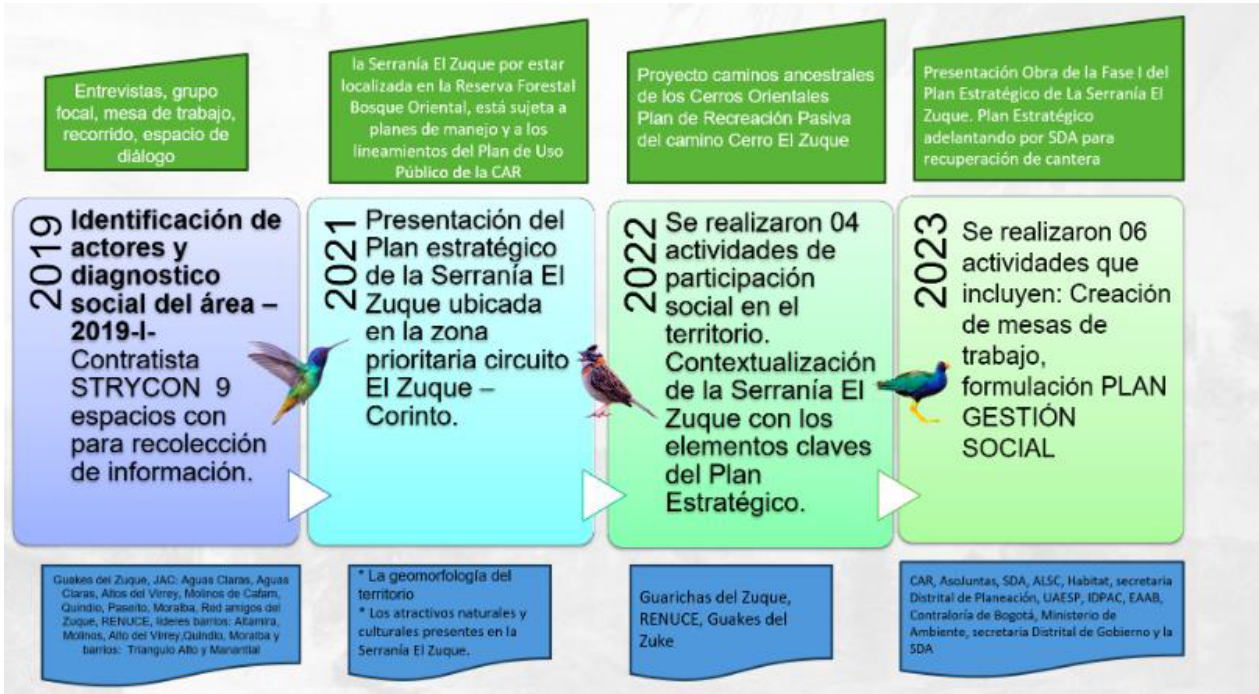 Entrevistas, grupo
focal, mesa de trabajo,
recorrido, espacio de
diálogo
la Serranía El Zuque por estar
localizada en la Reserva Forestal
Bosque Oriental, está sujeta a
planes de manejo y a los
lineamientos del Plan de Uso
Público de la CAR
Proyecto caminos ancestrales
de los Cerros Orientales
Plan de Recreación Pasiva
del camino Cerro El Zuque
Presentación Obra de la Fase I del
Plan Estratégico de La Serranía El
Zuque. Plan Estratégico
adelantando por SDA para
recuperación de cantera
2019
Identificación de
actores y
diagnostico
social del área –
2019-I-
Contratista
STRYCON 9
espacios con
para recolección
de información.
2021
Presentación del
Plan estratégico
de la Serranía El
Zuque ubicada
en la zona
prioritaria circuito
El Zuque –
Corinto.
2022
Se realizaron 04
actividades de
participación
social en el
territorio.
Contextualización
de la Serranía El
Zuque con los
elementos claves
del Plan
Estratégico.
2023
Se realizaron 06
actividades que
incluyen: Creación
de mesas de
trabajo,
formulación PLAN
GESTIÓN
SOCIAL
Guakes del Zuque, JAC: Aguas Claras, Aguas
Claras, Altos del Virrey, Molinos de Cafam,
Quindio, Paseito, Moralba, Red amigos del
Zuque, RENUCE, lideres barrios: Altamira,
Molinos, Alto del Virrey,Quindio, Moralba y
barrios: Triangulo Alto y Manantial
* La geomorfología del
territorio
* Los atractivos naturales y
culturales presentes en la
Serranía El Zuque.
Guarichas del Zuque,
RENUCE, Guakes del
Zuke
CAR, AsoJuntas, SDA, ALSC, Habitat, secretaria
Distrital de Planeación, UAESP, IDPAC, EAAB,
Contraloría de Bogotá, Ministerio de
Ambiente, secretaria Distrital de Gobierno y la
SDA